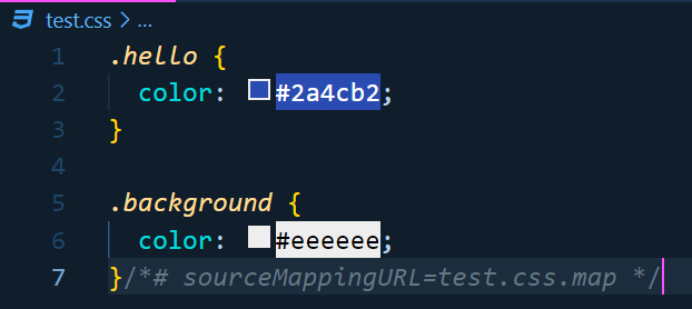 test.css > ...
1 .hello {
2   color: #2a4cb2;
3 }
4
5 .background {
6   color: #eeeeee;
7 }/*# sourceMappingURL=test.css.map */